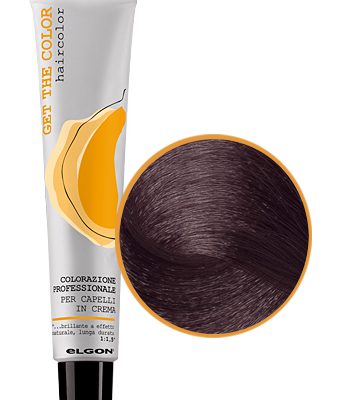 GET THE COLOR
haircolor
COLORAZIONE
PROFESSIONALE
PER CAPELLI
IN CREMA
"...brillante a effetto
naturale, lunga durata
1:1,5"
ELGON